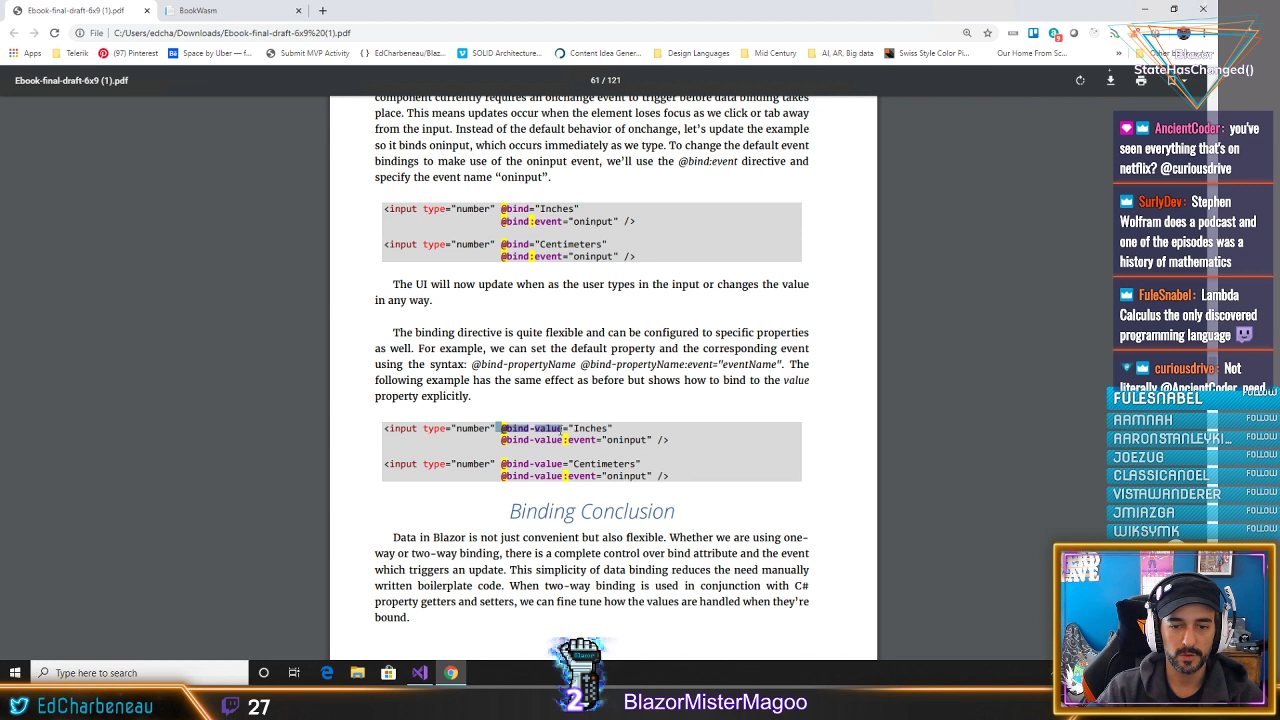 Ebook-final-draft-6x9 (1).pdf
BookWasm
File
C:/Users/edcha/Downloads/Ebook-final-draft-6x9%20(1).pdf
Apps
Telerik
(97) Pinterest
Space by Uber — f...
Submit MVP Activity
EdCharbeneau/Blaz...
SOLID Architecture...
Content Idea Gener...
Design Languages
Mid Century
AI, AR, Big data
Swiss Style Color Pi...
Our Home From Sc...
»
Ebook-final-draft-6x9 (1).pdf
61 / 121
StateHasChanged()
component currently requires an onchange event to trigger before data binding takes
place. This means updates occur when the element loses focus as we click or tab away
from the input. Instead of the default behavior of onchange, let's update the example
so it binds oninput, which occurs immediately as we type. To change the default event
bindings to make use of the oninput event, we'll use the @bind:event directive and
specify the event name "oninput".
<input type="number" @bind="Inches"
@bind:event="oninput" />
<input type="number" @bind="Centimeters"
@bind:event="oninput" />
The UI will now update when as the user types in the input or changes the value
in any way.
The binding directive is quite flexible and can be configured to specific properties
as well. For example, we can set the default property and the corresponding event
using the syntax: @bind-propertyName @bind-propertyName:event="eventName". The
following example has the same effect as before but shows how to bind to the value
property explicitly.
<input type="number" @bind-value="Inches"
@bind-value:event="oninput" />
<input type="number" @bind-value="Centimeters"
@bind-value:event="oninput" />
Binding Conclusion
Data in Blazor is not just convenient but also flexible. Whether we are using one-
way or two-way binding, there is a complete control over bind attribute and the event
which triggers an update. This simplicity of data binding reduces the need manually
written boilerplate code. When two-way binding is used in conjunction with C#
property getters and setters, we can fine tune how the values are handled when they're
bound.
AncientCoder: you've
seen everything that's on
netflix? @curiousdrive
SurlyDev: Stephen
Wolfram does a podcast and
one of the episodes was a
history of mathematics
FuleSnabel: Lambda
Calculus the only discovered
programming language
curiousdrive: Not
literally @AncientCoder, need
FULESNABEL FOLLOW
AAMNAH FOLLOW
AARONSTANLEYKI... FOLLOW
JOEZUG FOLLOW
CLASSICANOEL FOLLOW
VISTAWANDERER FOLLOW
JMIAZGA FOLLOW
WIKSYMK FOLLOW
Type here to search
Blazor
2
BlazorMisterMagoo
EdCharbeneau
27